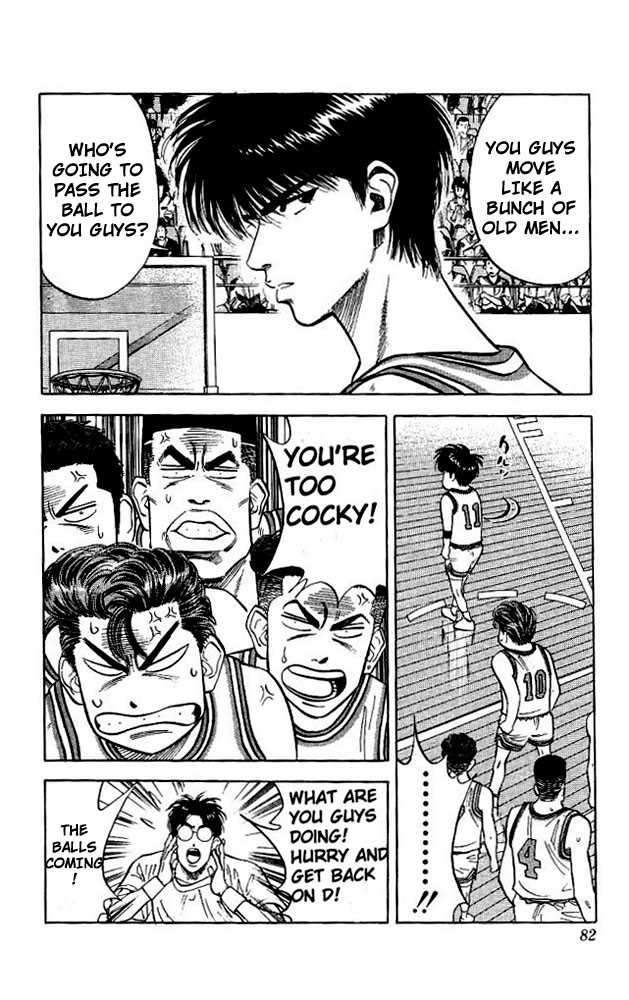 YOU GUYS
MOVE
LIKE A
BUNCH OF
OLD MEN...
WHO'S
GOING TO
PASS THE
BALL TO
YOU GUYS?
11
10
4
........!!
YOU'RE
TOO
COCKY!
WHAT ARE
YOU GUYS
DOING!
HURRY AND
GET BACK
ON D!
THE
BALLS
COMING
!
82